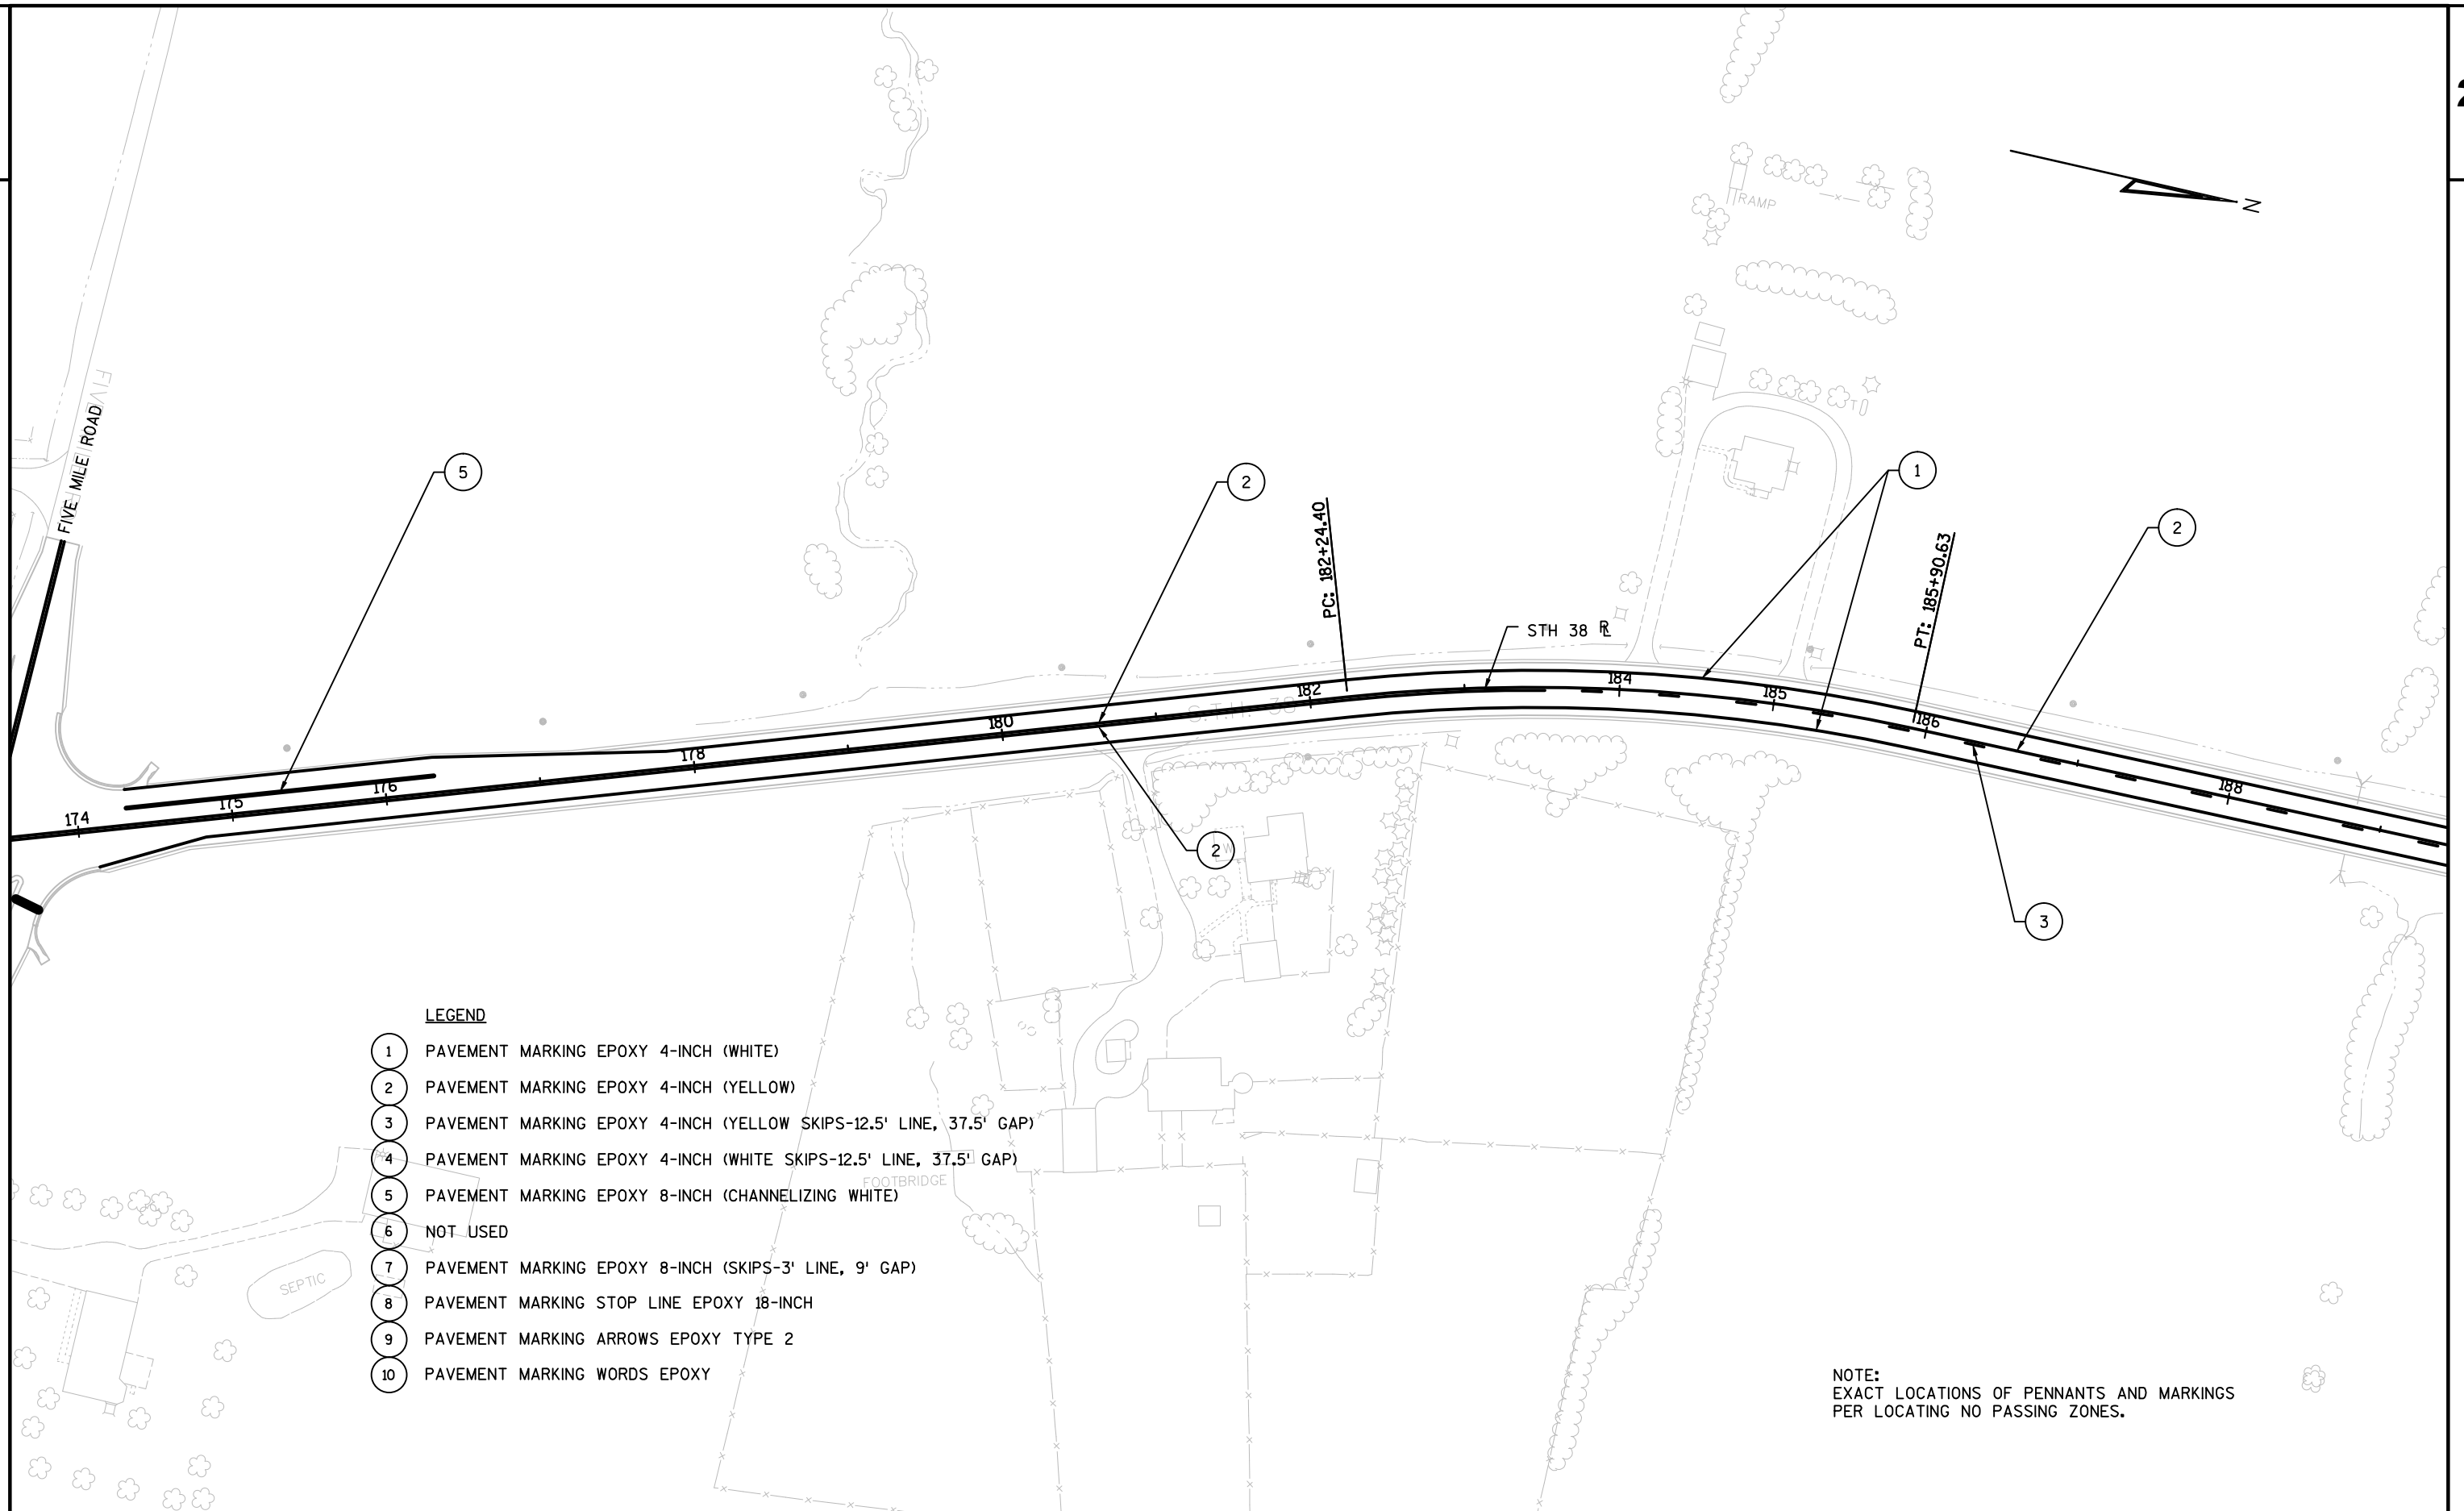 2
N
RAMP
FIVE
FIVE MILE ROAD
5
2
1
2
PC: 182+24.40
PT: 185+90.63
STH 38 R/L
S.T.H. 38
174
175
176
178
180
182
184
185
186
188
2
W
3
LEGEND
1 PAVEMENT MARKING EPOXY 4-INCH (WHITE)
2 PAVEMENT MARKING EPOXY 4-INCH (YELLOW)
3 PAVEMENT MARKING EPOXY 4-INCH (YELLOW SKIPS-12.5' LINE, 37.5' GAP)
4 PAVEMENT MARKING EPOXY 4-INCH (WHITE SKIPS-12.5' LINE, 37.5' GAP)
5 PAVEMENT MARKING EPOXY 8-INCH (CHANNELIZING WHITE)
6 NOT USED
7 PAVEMENT MARKING EPOXY 8-INCH (SKIPS-3' LINE, 9' GAP)
8 PAVEMENT MARKING STOP LINE EPOXY 18-INCH
9 PAVEMENT MARKING ARROWS EPOXY TYPE 2
10 PAVEMENT MARKING WORDS EPOXY
FOOTBRIDGE
SEPTIC
NOTE:
EXACT LOCATIONS OF PENNANTS AND MARKINGS
PER LOCATING NO PASSING ZONES.